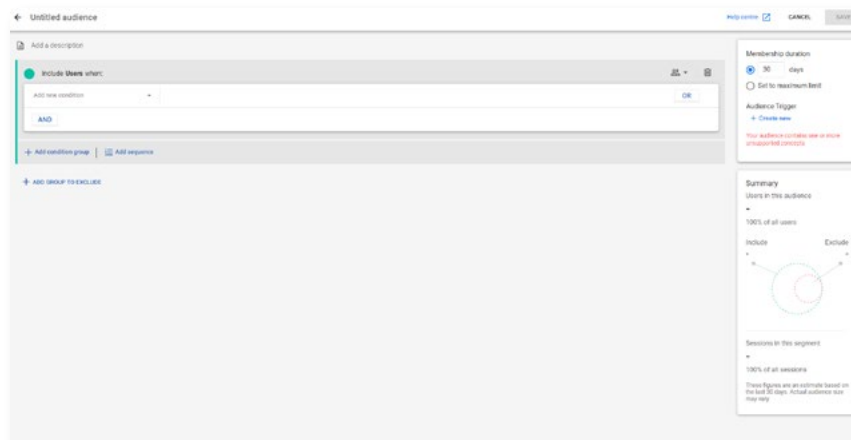 Untitled audience
Help center
CANCEL
SAVE
Add a description
Include Users when:
Add new condition
OR
AND
Add condition group
Add sequence
ADD GROUP TO EXCLUDE
Membership duration
30 days
Set to maximum limit
Audience Trigger
+ Create new
Your audience contains one or more
unsupported concepts
Summary
Users in this audience
-
100% of all users
Include
Exclude
Sessions in this segment
-
100% of all sessions
These figures are an estimate based on
the last 30 days. Actual audience size
may vary.